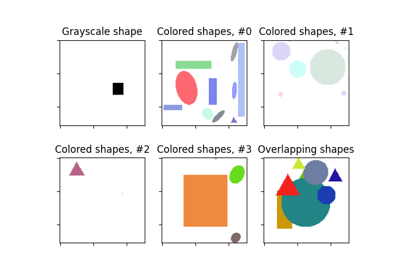 Grayscale shape
Colored shapes, #0
Colored shapes, #1
Colored shapes, #2
Colored shapes, #3
Overlapping shapes